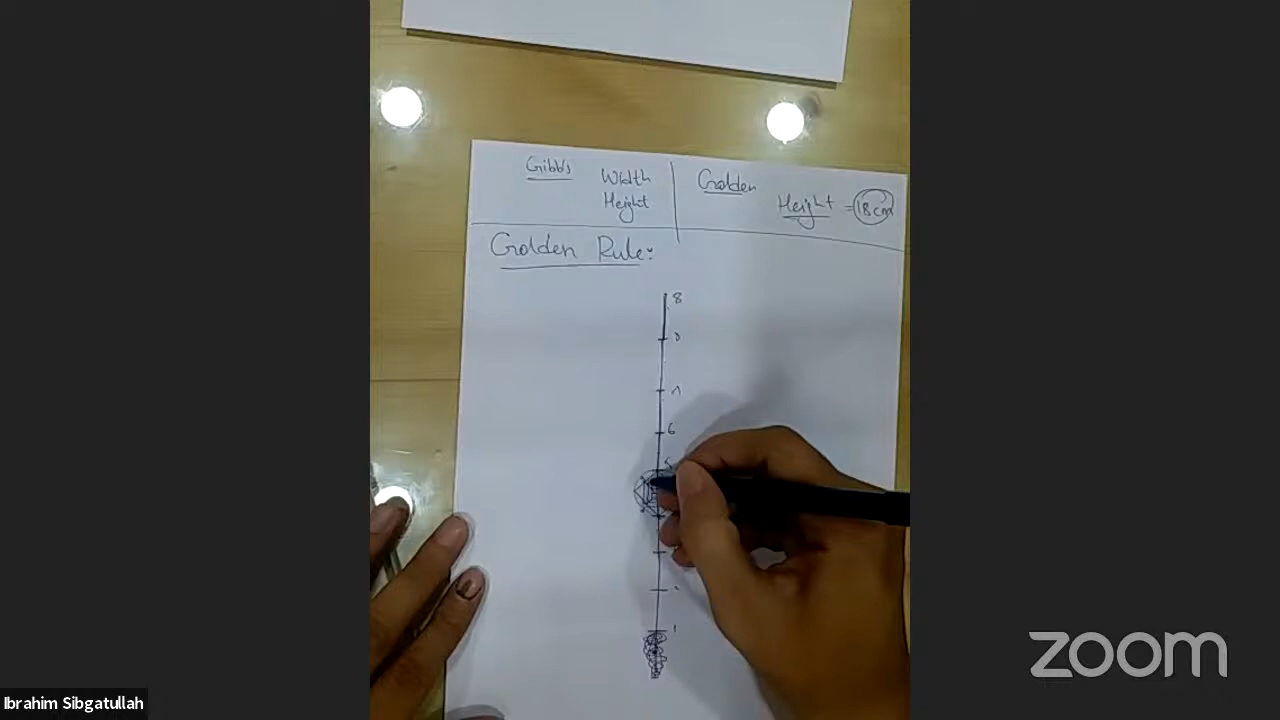 Gibbs
Width
Height
Golden
Height = 18cm
Golden Rule:
8
6
1
Ibrahim Sibgatullah
zoom